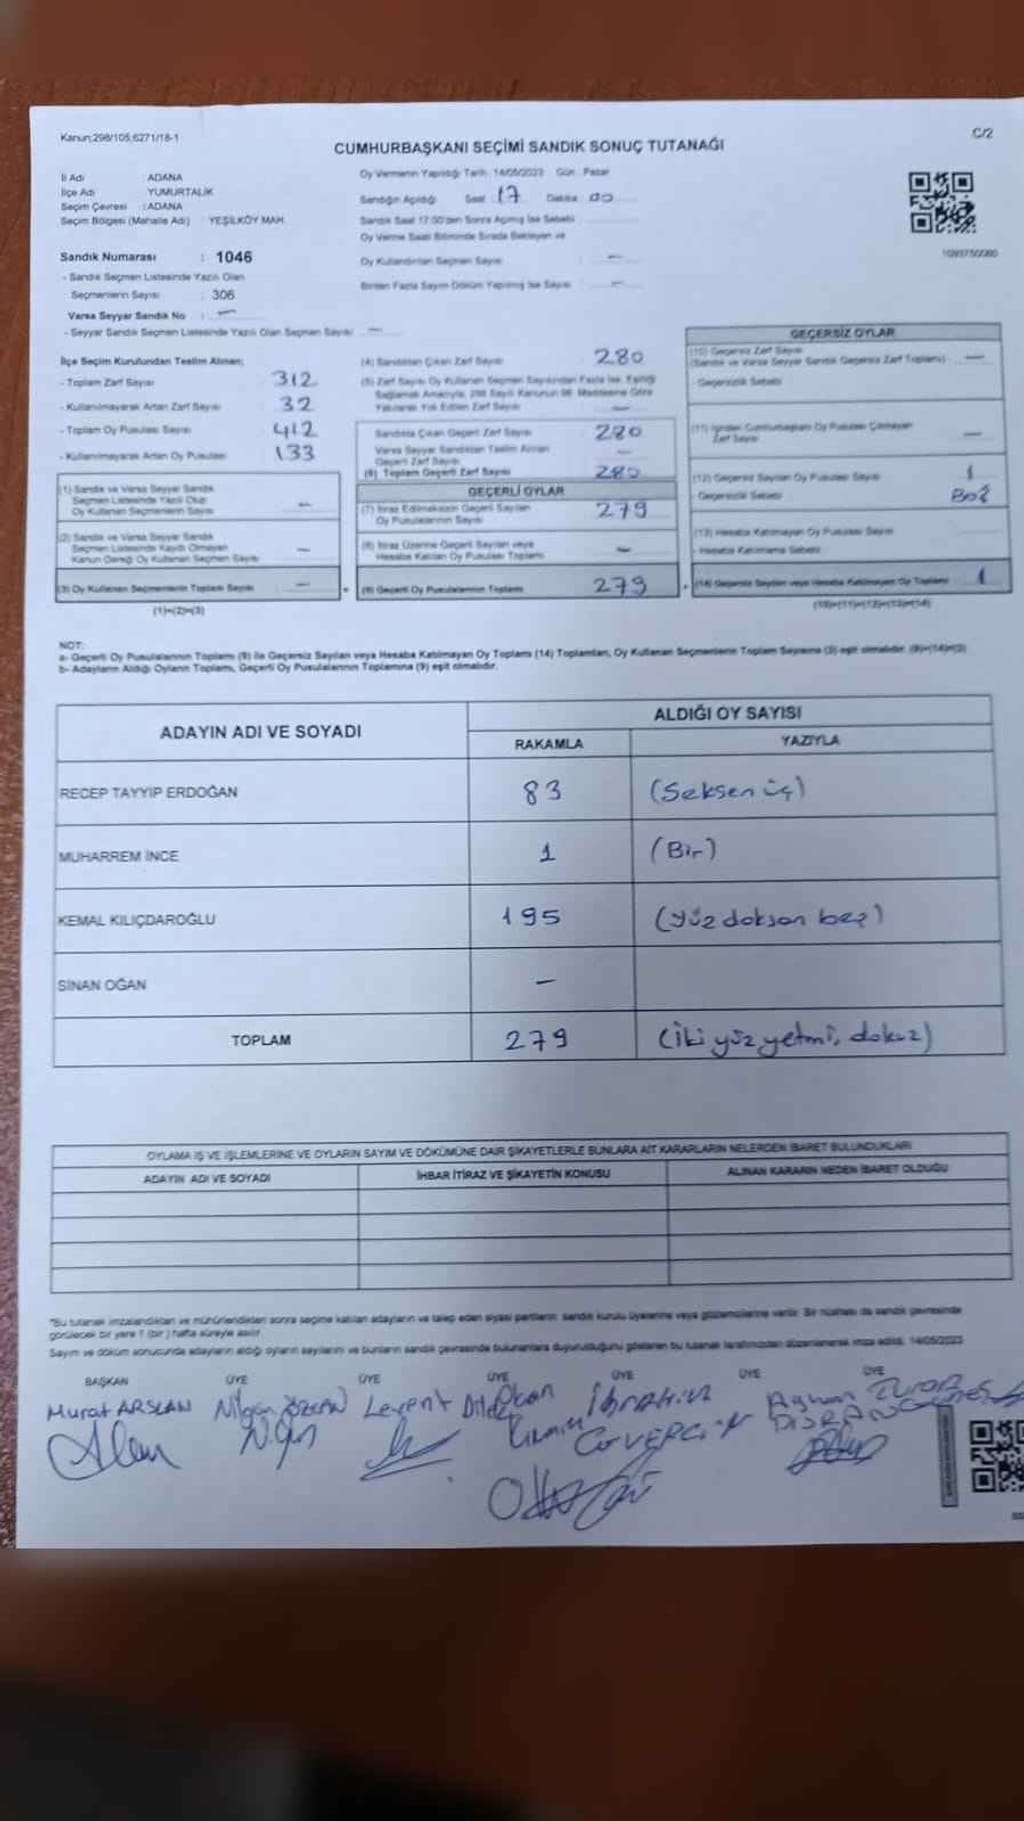 Kanun:298/105,6271/18-1
C/2
CUMHURBAŞKANI SEÇİMİ SANDIK SONUÇ TUTANAĞI
İl Adı : ADANA
İlçe Adı : YUMURTALIK
Seçim Çevresi : ADANA
Seçim Bölgesi (Mahalle Adı) : YEŞİLKÖY MAH.
Oy Vermenin Yapıldığı Tarih: 14/05/2023 Gün: Pazar
Sandığın Açıldığı Saat 17 Dakika 00
Sandık Saat 17:00'den Sonra Açılmış İse Sebebi
Oy Verme Saati Bitiminde Sırada Bekleyen ve
Oy Kullandırılan Seçmen Sayısı : —
Birden Fazla Sayım Döküm Yapılmış İse Sayısı : —
Sandık Numarası : 1046
- Sandık Seçmen Listesinde Yazılı Olan
Seçmenlerin Sayısı : 306
Varsa Seyyar Sandık No : —
- Seyyar Sandık Seçmen Listesinde Yazılı Olan Seçmen Sayısı —
İlçe Seçim Kurulundan Teslim Alınan;
- Toplam Zarf Sayısı 312
- Kullanılmayarak Artan Zarf Sayısı 32
- Toplam Oy Pusulası Sayısı 412
- Kullanılmayarak Artan Oy Pusulası 133
(1) Sandık ve Varsa Seyyar Sandık
Seçmen Listesinde Yazılı Olup
Oy Kullanan Seçmenlerin Sayısı —
(2) Sandık ve Varsa Seyyar Sandık
Seçmen Listesinde Kayıtlı Olmayan
Kanun Gereği Oy Kullanan Seçmen Sayısı —
(3) Oy Kullanan Seçmenlerin Toplam Sayısı —
(1)+(2)=(3)
(4) Sandıktan Çıkan Zarf Sayısı 280
(5) Zarf Sayısı Oy Kullanan Seçmen Sayısından Fazla İse, Eşitliği
Sağlamak Amacıyla, 298 Sayılı Kanunun 98. Maddesine Göre
Yakılarak Yok Edilen Zarf Sayısı —
Sandıkta Çıkan Geçerli Zarf Sayısı 280
Varsa Seyyar Sandıktan Teslim Alınan
Geçerli Zarf Sayısı —
(6) Toplam Geçerli Zarf Sayısı 280
GEÇERLİ OYLAR
(7) İtiraz Edilmeksizin Geçerli Sayılan
Oy Pusulalarının Sayısı 279
(8) İtiraz Üzerine Geçerli Sayılan veya
Hesaba Katılan Oy Pusulası Toplamı —
(9) Geçerli Oy Pusulalarının Toplamı 279
GEÇERSİZ OYLAR
(10) Geçersiz Zarf Sayısı
(Sandık ve Varsa Seyyar Sandık Geçersiz Zarf Toplamı) —
- Geçersizlik Sebebi
(11) İçinden Cumhurbaşkanı Oy Pusulası Çıkmayan
Zarf Sayısı —
(12) Geçersiz Sayılan Oy Pusulası Sayısı 1
- Geçersizlik Sebebi Boş
(13) Hesaba Katılmayan Oy Pusulası Sayısı
- Hesaba Katılmama Sebebi
(14) Geçersiz Sayılan veya Hesaba Katılmayan Oy Toplamı 1
(10)+(11)+(12)+(13)=(14)
NOT:
a- Geçerli Oy Pusulalarının Toplamı (9) ile Geçersiz Sayılan veya Hesaba Katılmayan Oy Toplamı (14) Toplamları, Oy Kullanan Seçmenlerin Toplam Sayısına (3) eşit olmalıdır. (9)+(14)=(3)
b- Adayların Aldığı Oyların Toplamı, Geçerli Oy Pusulalarının Toplamına (9) eşit olmalıdır.
ADAYIN ADI VE SOYADI
ALDIĞI OY SAYISI
RAKAMLA YAZIYLA
RECEP TAYYİP ERDOĞAN 83 (Seksen üç)
MUHARREM İNCE 1 (Bir)
KEMAL KILIÇDAROĞLU 195 (yüz doksan beş)
SİNAN OĞAN —
TOPLAM 279 (İki yüz yetmiş dokuz)
OYLAMA İŞ VE İŞLEMLERİNE VE OYLARIN SAYIM VE DÖKÜMÜNE DAİR ŞİKAYETLERLE BUNLARA AİT KARARLARIN NELERDEN İBARET BULUNDUKLARI
ADAYIN ADI VE SOYADI İHBAR İTİRAZ VE ŞİKAYETİN KONUSU ALINAN KARARIN NEDEN İBARET OLDUĞU
"Bu tutanak imzalandıktan ve mühürlendikten sonra seçime katılan adayların ve talep eden siyasi partilerin sandık kurulu üyelerine veya gözlemcilerine verilir. Bir nüshası da sandık çevresinde
görülecek bir yere 1 (bir) hafta süreyle asılır.
Sayım ve döküm sonucunda adayların aldığı oyların sayılarını ve bunların sandık çevresinde bulunanlara duyurulduğunu gösteren bu tutanak tarafımızdan düzenlenerek imza edildi. 14/05/2023
BAŞKAN ÜYE ÜYE ÜYE ÜYE ÜYE ÜYE
Murat ARSLAN Nilgün Levent Okan İbrahim Ayhan
GÜVERCİN